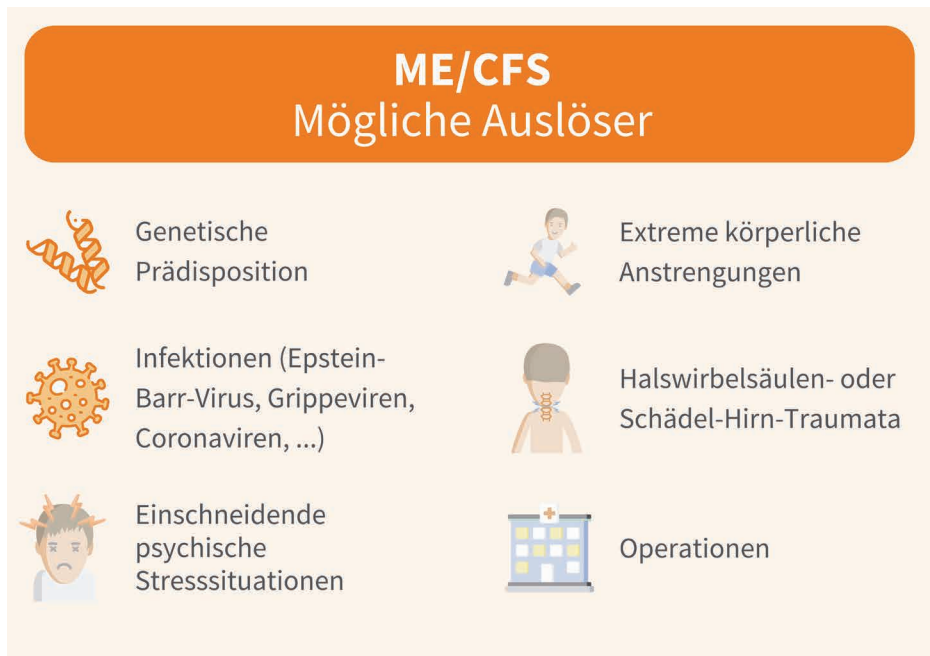 ME/CFS
Mögliche Auslöser
Genetische
Prädisposition
Infektionen (Epstein-
Barr-Virus, Grippeviren,
Coronaviren, ...)
Einschneidende
psychische
Stresssituationen
Extreme körperliche
Anstrengungen
Halswirbelsäulen- oder
Schädel-Hirn-Traumata
Operationen